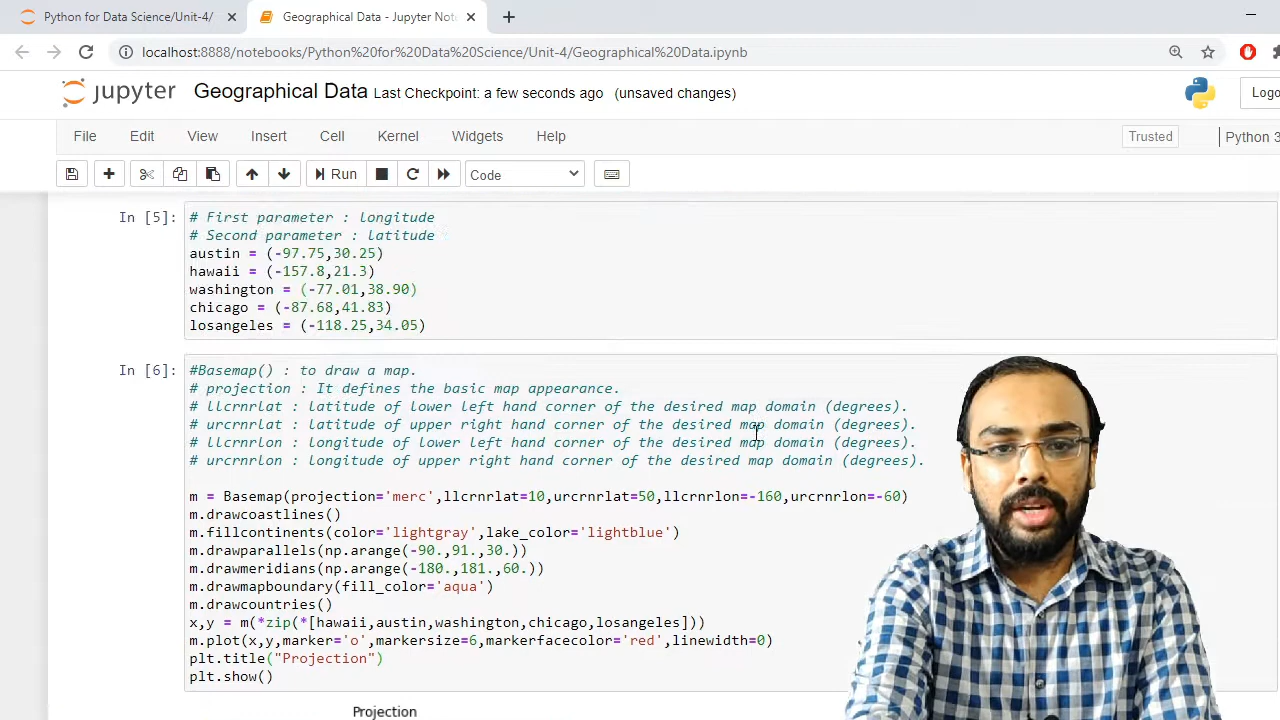 Python for Data Science/Unit-4/
Geographical Data - Jupyter Not
localhost:8888/notebooks/Python%20for%20Data%20Science/Unit-4/Geographical%20Data.ipynb
jupyter Geographical Data Last Checkpoint: a few seconds ago (unsaved changes)
Logo
File Edit View Insert Cell Kernel Widgets Help
Trusted
Python 3
Run
Code
In [5]:
# First parameter : longitude
# Second parameter : latitude
austin = (-97.75,30.25)
hawaii = (-157.8,21.3)
washington = (-77.01,38.90)
chicago = (-87.68,41.83)
losangeles = (-118.25,34.05)
In [6]:
#Basemap() : to draw a map.
# projection : It defines the basic map appearance.
# llcrnrlat : latitude of lower left hand corner of the desired map domain (degrees).
# urcrnrlat : latitude of upper right hand corner of the desired map domain (degrees).
# llcrnrlon : longitude of lower left hand corner of the desired map domain (degrees).
# urcrnrlon : longitude of upper right hand corner of the desired map domain (degrees).
m = Basemap(projection='merc',llcrnrlat=10,urcrnrlat=50,llcrnrlon=-160,urcrnrlon=-60)
m.drawcoastlines()
m.fillcontinents(color='lightgray',lake_color='lightblue')
m.drawparallels(np.arange(-90.,91.,30.))
m.drawmeridians(np.arange(-180.,181.,60.))
m.drawmapboundary(fill_color='aqua')
m.drawcountries()
x,y = m(*zip(*[hawaii,austin,washington,chicago,losangeles]))
m.plot(x,y,marker='o',markersize=6,markerfacecolor='red',linewidth=0)
plt.title("Projection")
plt.show()
Projection